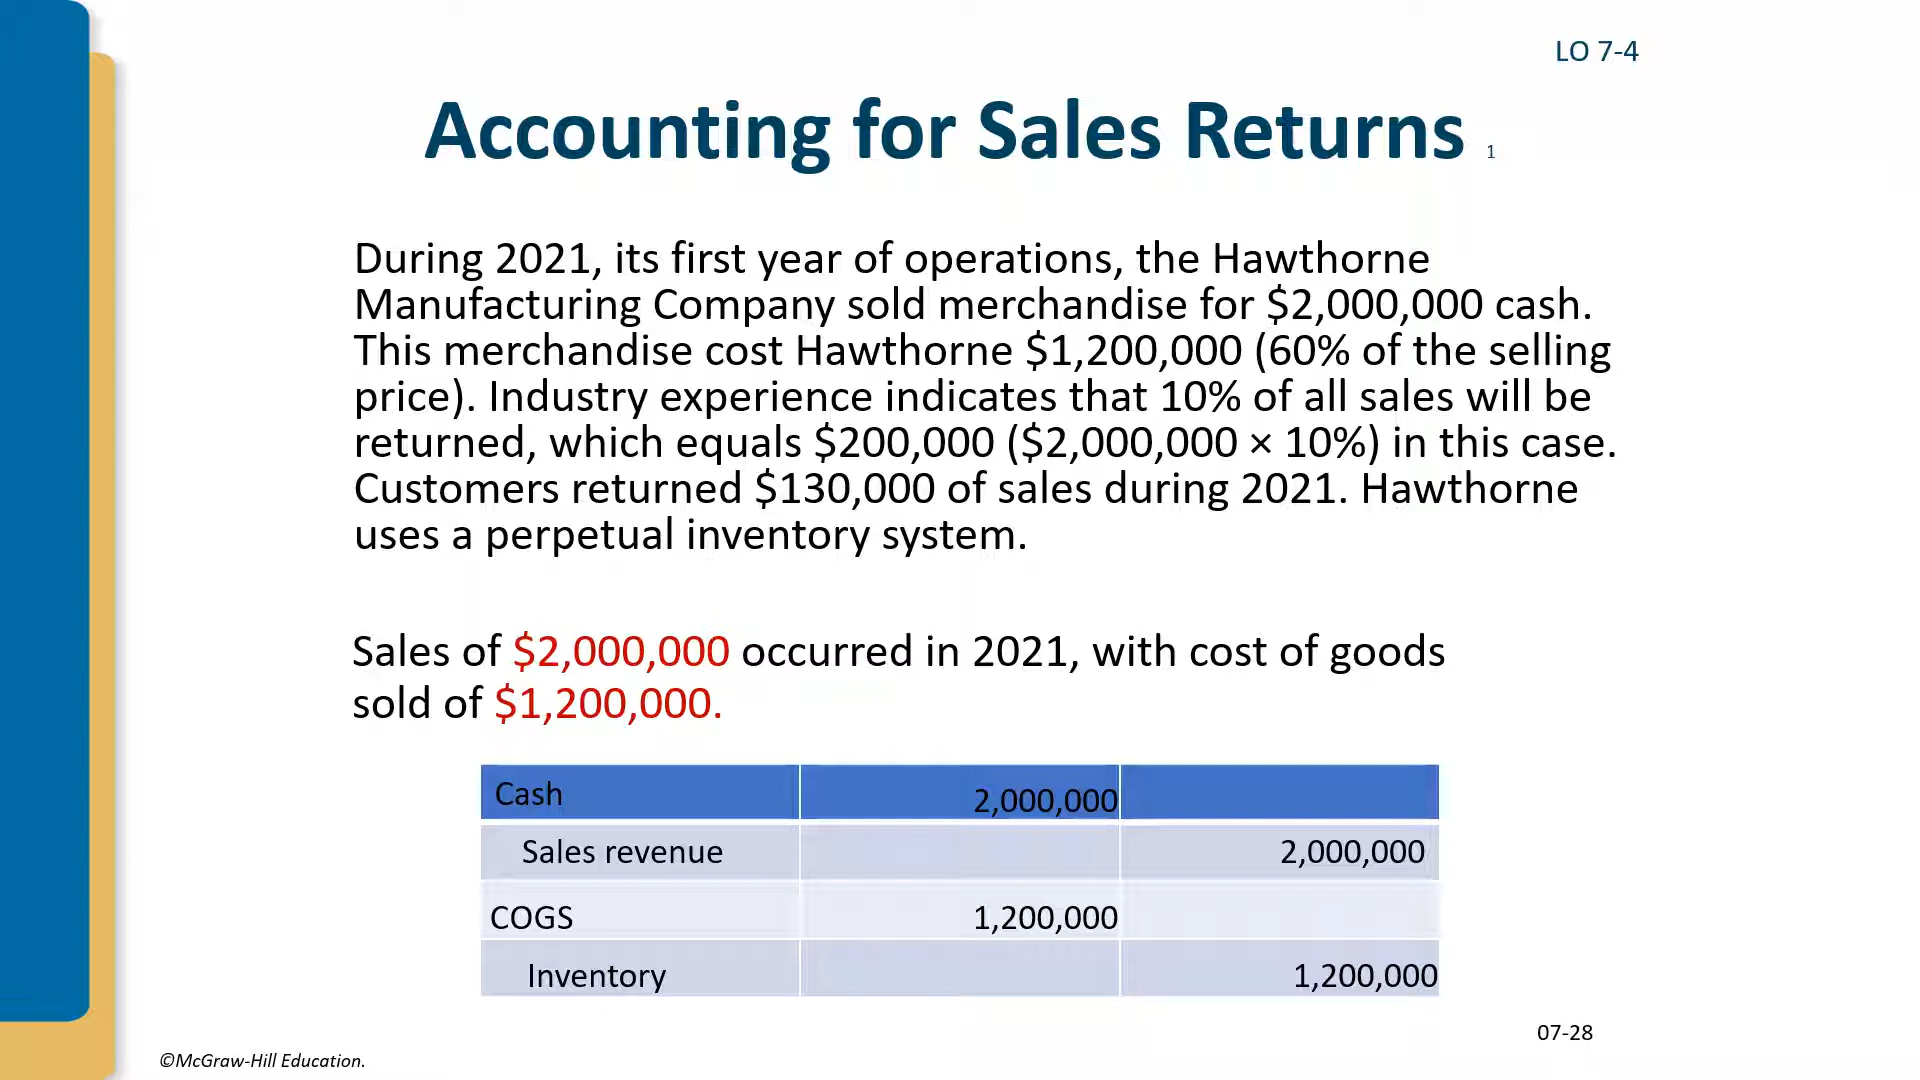 LO 7-4
Accounting for Sales Returns 1
During 2021, its first year of operations, the Hawthorne
Manufacturing Company sold merchandise for $2,000,000 cash.
This merchandise cost Hawthorne $1,200,000 (60% of the selling
price). Industry experience indicates that 10% of all sales will be
returned, which equals $200,000 ($2,000,000 × 10%) in this case.
Customers returned $130,000 of sales during 2021. Hawthorne
uses a perpetual inventory system.
Sales of $2,000,000 occurred in 2021, with cost of goods
sold of $1,200,000.
Cash 2,000,000
Sales revenue 2,000,000
COGS 1,200,000
Inventory 1,200,000
07-28
©McGraw-Hill Education.